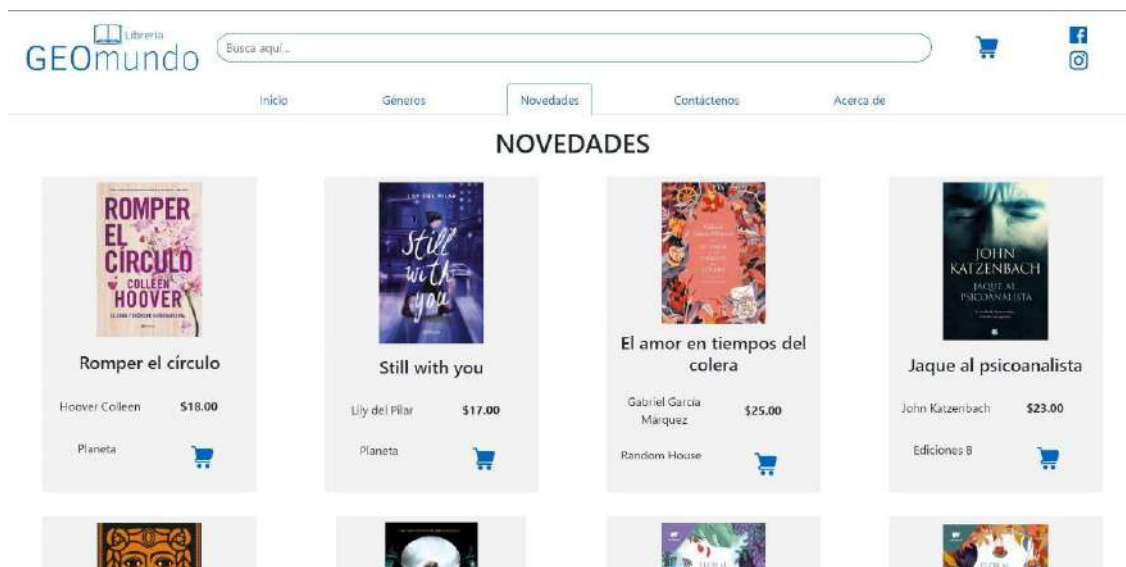 Librería
GEOmundo
Busca aquí...
Inicio
Géneros
Novedades
Contáctenos
Acerca de
NOVEDADES
ROMPER
EL
CÍRCULO
COLLEEN
HOOVER
LILY DEL PILAR
Still
with
you
JOHN
KATZENBACH
JAQUE AL
PSICOANALISTA
Romper el círculo
Still with you
El amor en tiempos del
colera
Jaque al psicoanalista
Hoover Colleen
$18.00
Lily del Pilar
$17.00
Gabriel García
Márquez
$25.00
John Katzenbach
$23.00
Planeta
Planeta
Random House
Ediciones B